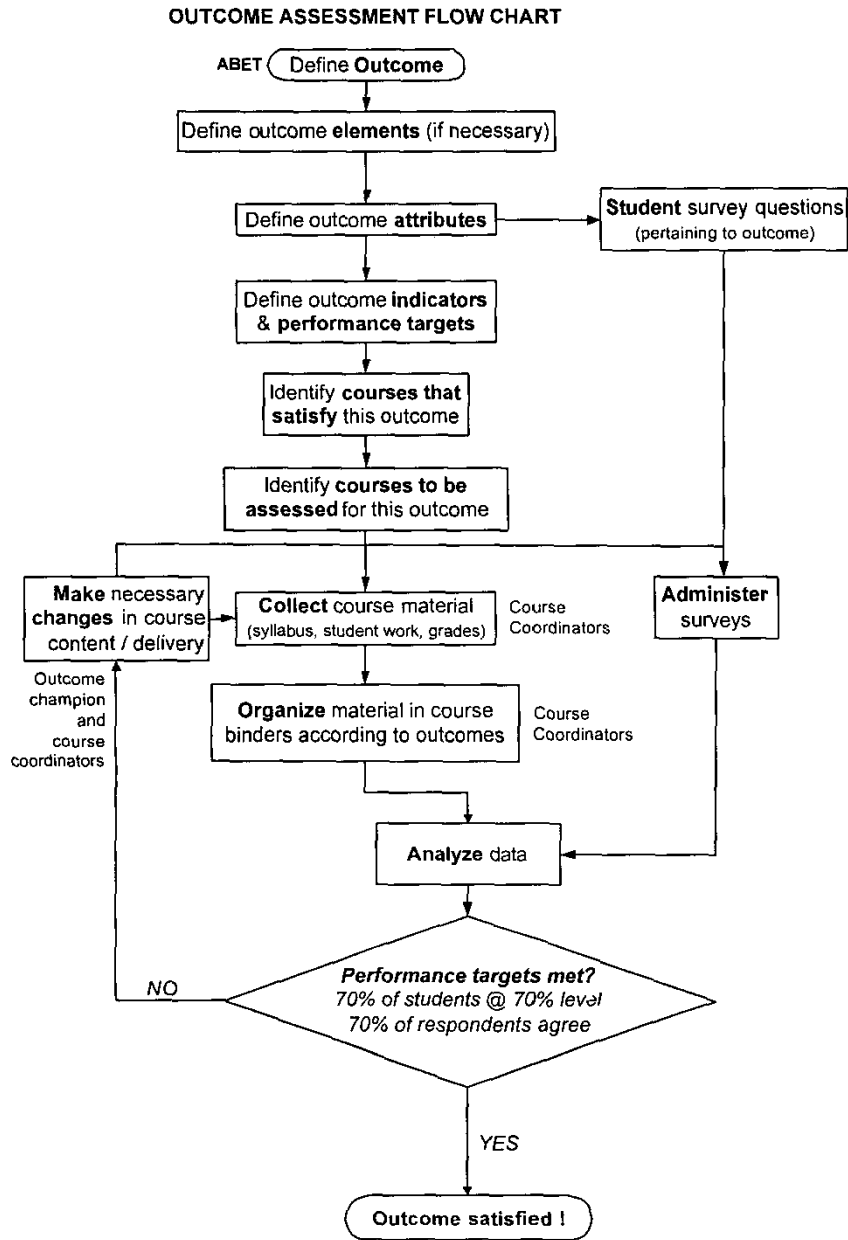 OUTCOME ASSESSMENT FLOW CHART
ABET Define Outcome
Define outcome elements (if necessary)
Define outcome attributes
Student survey questions
(pertaining to outcome)
Define outcome indicators
& performance targets
Identify courses that
satisfy this outcome
Identify courses to be
assessed for this outcome
Make necessary
changes in course
content / delivery
Outcome
champion
and
course
coordinators
Collect course material
(syllabus, student work, grades)
Course
Coordinators
Administer
surveys
Organize material in course
binders according to outcomes
Course
Coordinators
Analyze data
Performance targets met?
70% of students @ 70% level
70% of respondents agree
NO
YES
Outcome satisfied !